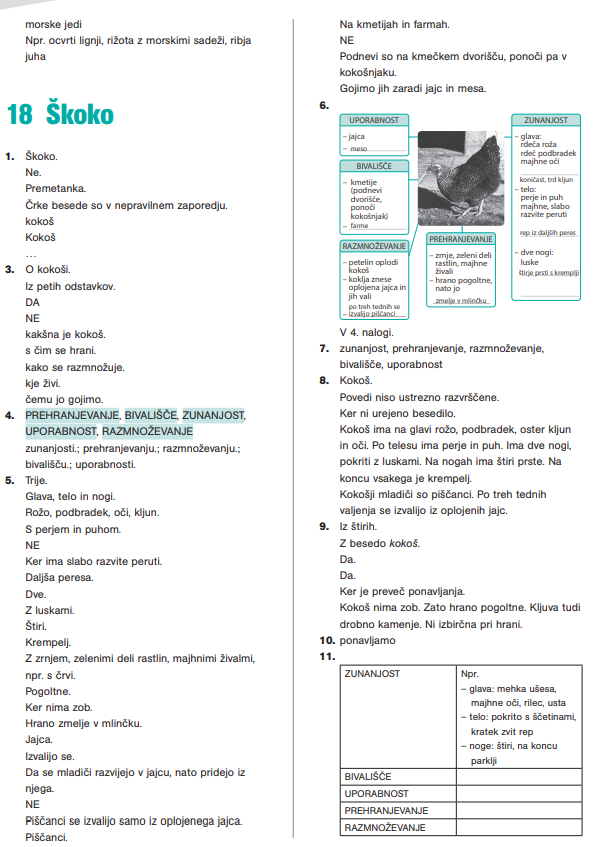 morske jedi
Npr. ocvrti lignji, rižota z morskimi sadeži, ribja
juha
18 Škoko
1. Škoko.
Ne.
Premetanka.
Črke besede so v nepravilnem zaporedju.
kokoš
Kokoš
…
3. O kokoši.
Iz petih odstavkov.
DA
NE
kakšna je kokoš.
s čim se hrani.
kako se razmnožuje.
kje živi.
čemu jo gojimo.
4. PREHRANJEVANJE, BIVALIŠČE, ZUNANJOST,
UPORABNOST, RAZMNOŽEVANJE
zunanjosti.; prehranjevanju.; razmnoževanju.;
bivališču.; uporabnosti.
5. Trije.
Glava, telo in nogi.
Rožo, podbradek, oči, kljun.
S perjem in puhom.
NE
Ker ima slabo razvite peruti.
Daljša peresa.
Dve.
Z luskami.
Štiri.
Krempelj.
Z zrnjem, zelenimi deli rastlin, majhnimi živalmi,
npr. s črvi.
Pogoltne.
Ker nima zob.
Hrano zmelje v mlinčku.
Jajca.
Izvalijo se.
Da se mladiči razvijejo v jajcu, nato pridejo iz
njega.
NE
Piščanci se izvalijo samo iz oplojenega jajca.
Piščanci.
Na kmetijah in farmah.
NE
Podnevi so na kmečkem dvorišču, ponoči pa v
kokošnjaku.
Gojimo jih zaradi jajc in mesa.
6.
UPORABNOST
– jajca
– meso
BIVALIŠČE
– kmetije
(podnevi
dvorišče,
ponoči
kokošnjak)
– farme
RAZMNOŽEVANJE
– petelin oplodi
kokoš
– koklja znese
oplojena jajca in
jih vali
po treh tednih se
– izvalijo piščanci
PREHRANJEVANJE
– zrnje, zeleni deli
rastlin, majhne
živali
– hrano pogoltne,
nato jo
zmelje v mlinčku
ZUNANJOST
– glava:
rdeča roža
rdeč podbradek
majhne oči
koničast, trd kljun
– telo:
perje in puh
majhne, slabo
razvite peruti
rep iz daljših peres
– dve nogi:
luske
štirje prsti s kremplji
V 4. nalogi.
7. zunanjost, prehranjevanje, razmnoževanje,
bivališče, uporabnost
8. Kokoš.
Povedi niso ustrezno razvrščene.
Ker ni urejeno besedilo.
Kokoš ima na glavi rožo, podbradek, oster kljun
in oči. Po telesu ima perje in puh. Ima dve nogi,
pokriti z luskami. Na nogah ima štiri prste. Na
koncu vsakega je krempelj.
Kokošji mladiči so piščanci. Po treh tednih
valjenja se izvalijo iz oplojenih jajc.
9. Iz štirih.
Z besedo kokoš.
Da.
Da.
Ker je preveč ponavljanja.
Kokoš nima zob. Zato hrano pogoltne. Kljuva tudi
drobno kamenje. Ni izbirčna pri hrani.
10. ponavljamo
11.
ZUNANJOST
Npr.
– glava: mehka ušesa,
majhne oči, rilec, usta
– telo: pokrito s ščetinami,
kratek zvit rep
– noge: štiri, na koncu
parklji
BIVALIŠČE
UPORABNOST
PREHRANJEVANJE
RAZMNOŽEVANJE